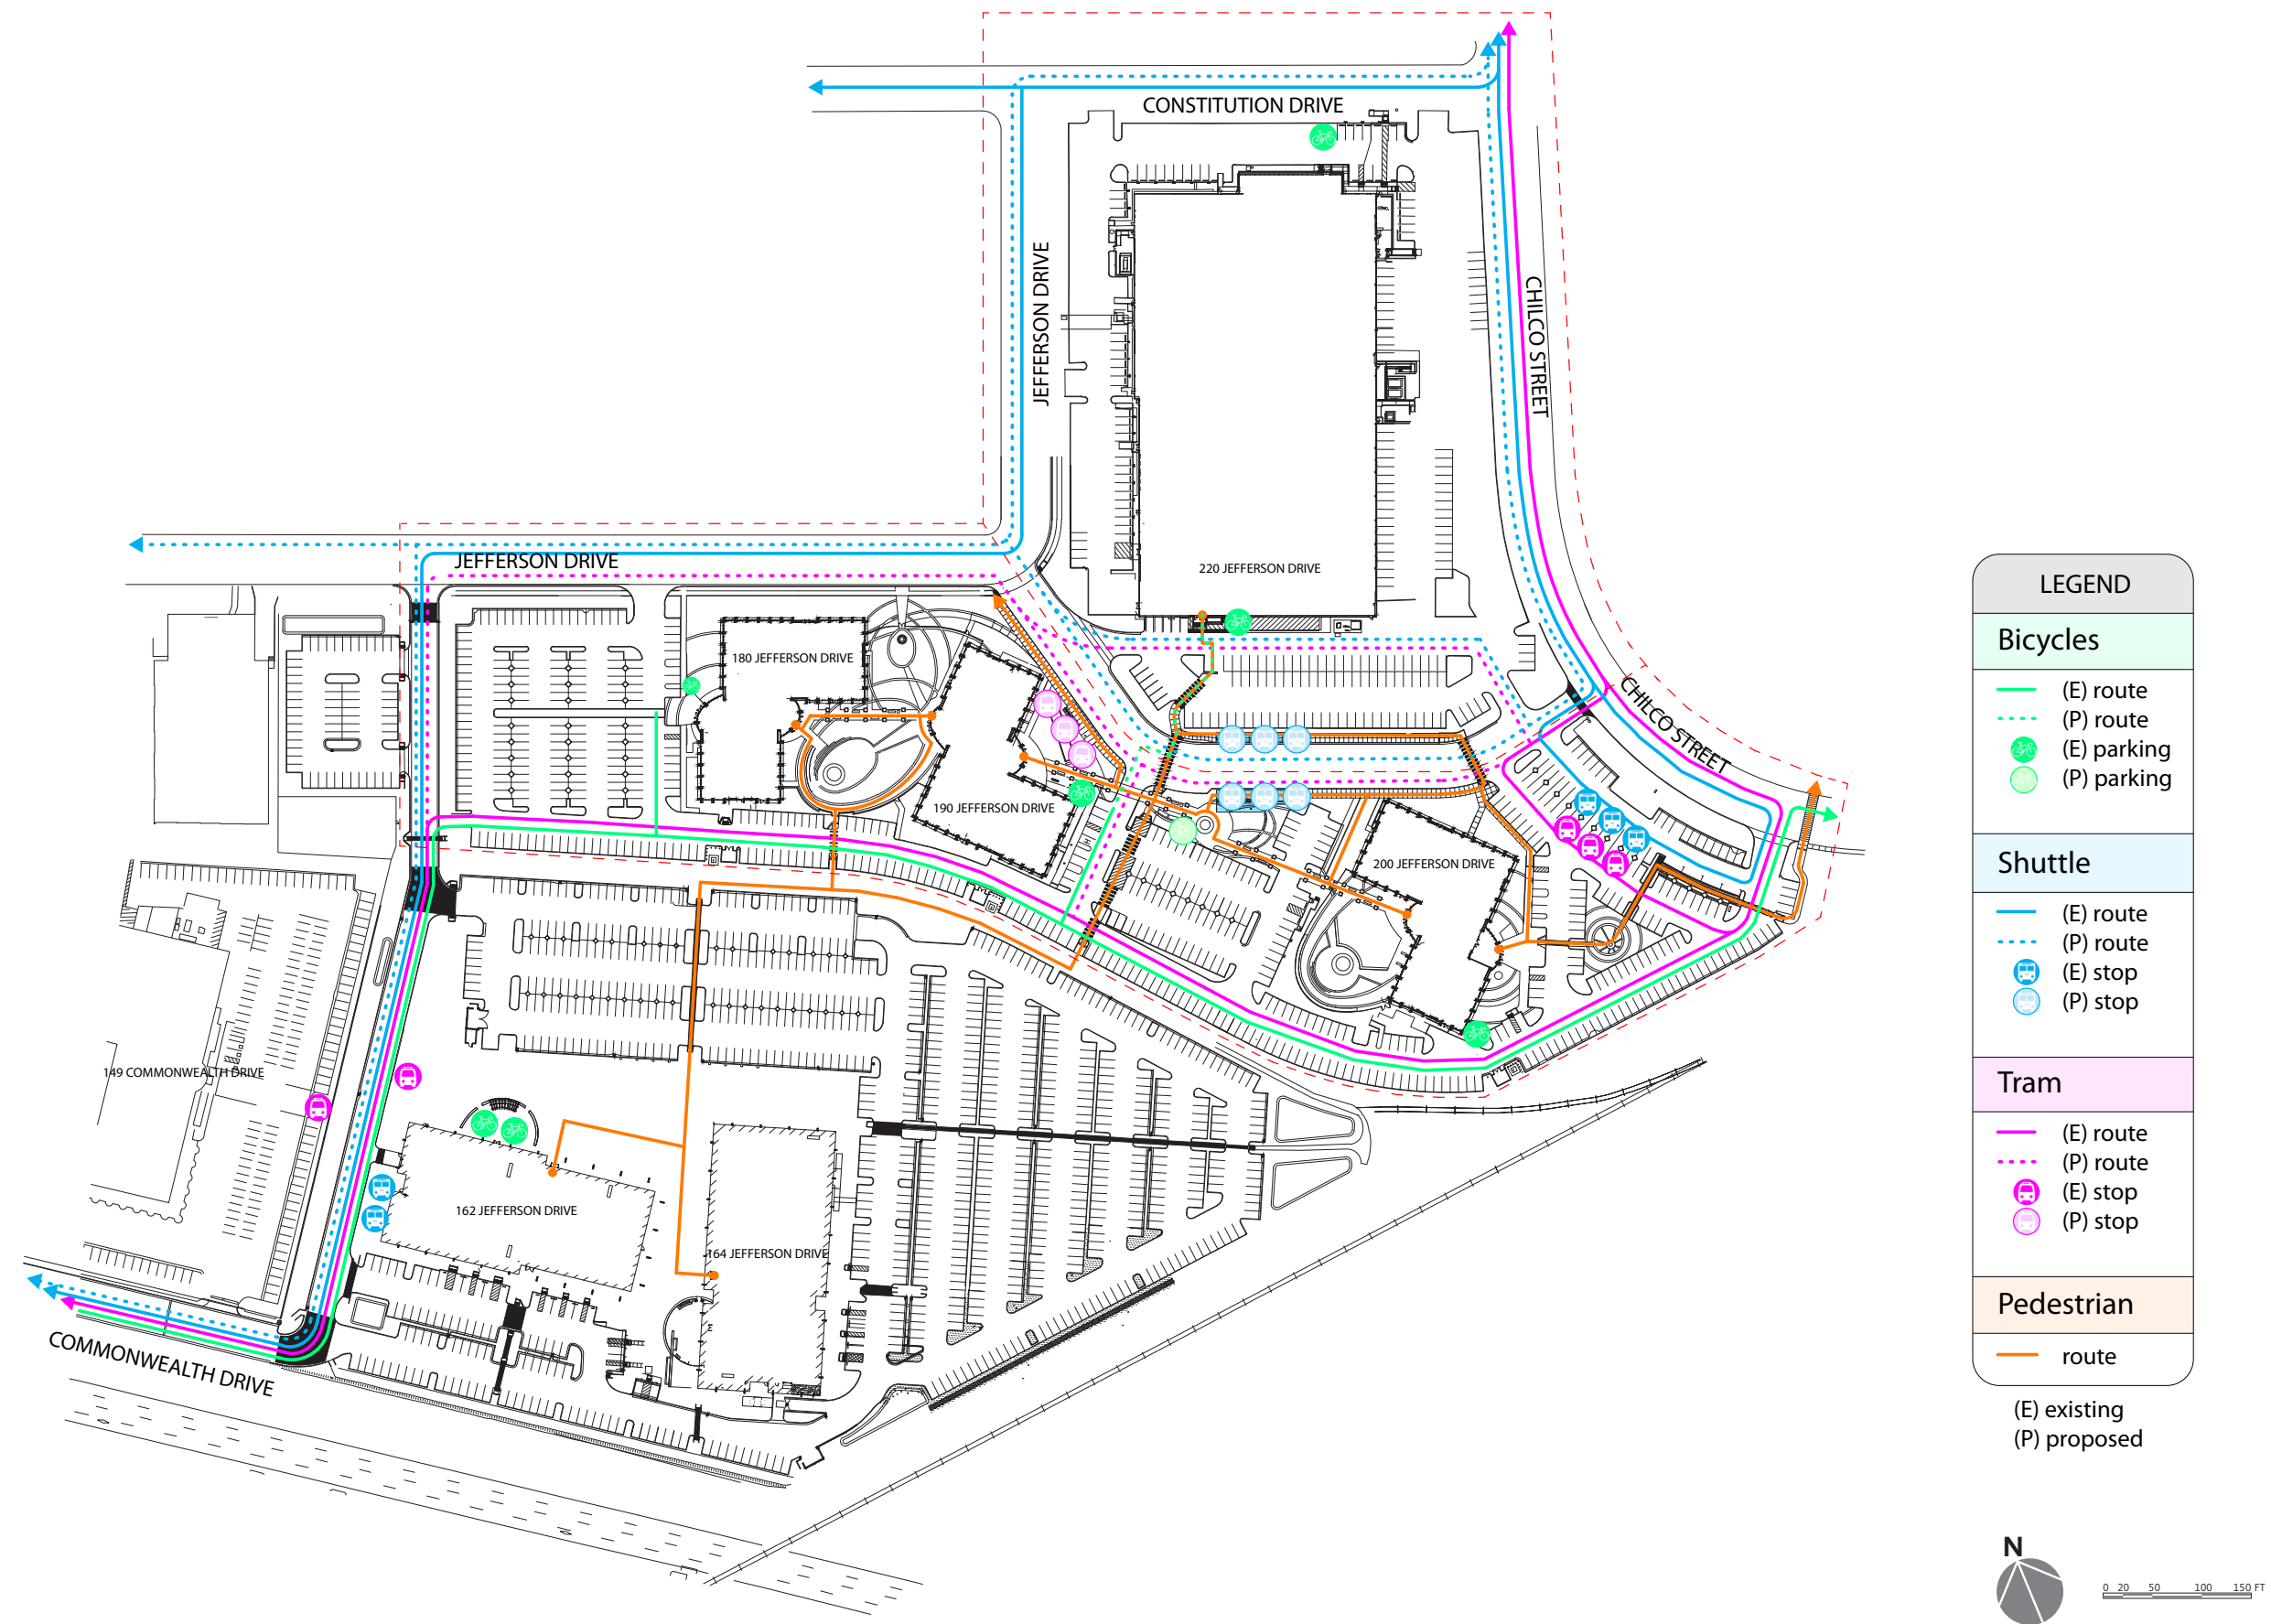 CONSTITUTION DRIVE
JEFFERSON DRIVE
CHILCO STREET
JEFFERSON DRIVE
220 JEFFERSON DRIVE
180 JEFFERSON DRIVE
CHILCO STREET
190 JEFFERSON DRIVE
200 JEFFERSON DRIVE
149 COMMONWEALTH DRIVE
162 JEFFERSON DRIVE
164 JEFFERSON DRIVE
COMMONWEALTH DRIVE
LEGEND
Bicycles
(E) route
(P) route
(E) parking
(P) parking
Shuttle
(E) route
(P) route
(E) stop
(P) stop
Tram
(E) route
(P) route
(E) stop
(P) stop
Pedestrian
route
(E) existing
(P) proposed
N
0 20 50 100 150 FT